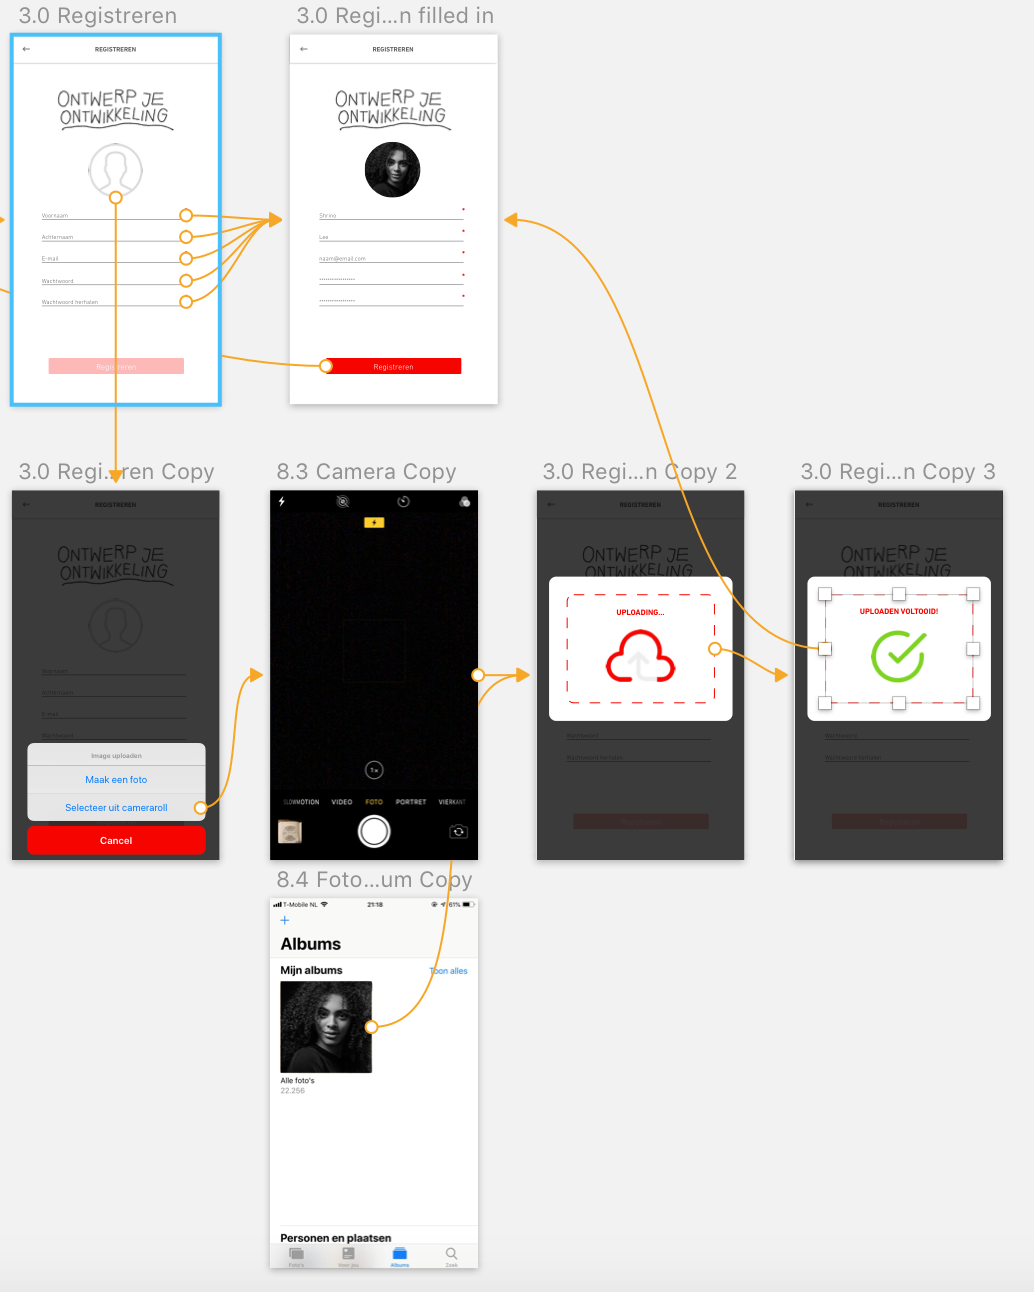 3.0 Registreren
3.0 Regi...n filled in
REGISTREREN
ONTWERP JE
ONTWIKKELING
Voornaam
Achternaam
E-mail
Wachtwoord
Wachtwoord herhalen
Registreren
REGISTREREN
ONTWERP JE
ONTWIKKELING
Lee
naam@email.com
Registreren
3.0 Regi...ren Copy
8.3 Camera Copy
3.0 Regi...n Copy 2
3.0 Regi...n Copy 3
REGISTREREN
ONTWERP JE
ONTWIKKELING
Voornaam
Achternaam
E-mail
Wachtwoord
Image uploaden
Maak een foto
Selecteer uit cameraroll
Cancel
1x
SLOWMOTION VIDEO FOTO PORTRET VIERKANT
REGISTREREN
ONTWERP JE
ONTWIKKELING
UPLOADING...
Wachtwoord
Wachtwoord herhalen
Registreren
REGISTREREN
ONTWERP JE
ONTWIKKELING
UPLOADEN VOLTOOID!
Wachtwoord
Wachtwoord herhalen
Registreren
8.4 Foto...um Copy
T-Mobile NL 21:18 61%
Albums
Mijn albums Toon alles
Alle foto's
22.256
Personen en plaatsen
Foto's Voor jou Albums Zoek